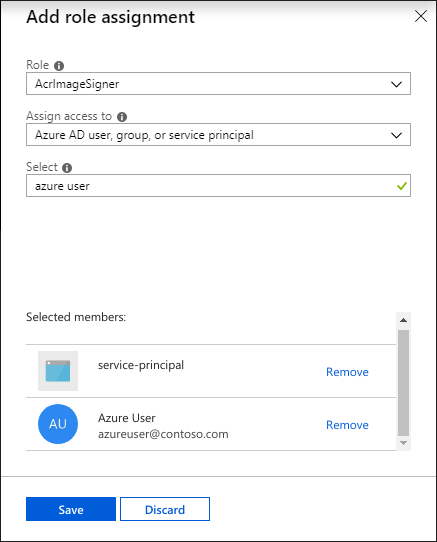 Add role assignment
Role
AcrImageSigner
Assign access to
Azure AD user, group, or service principal
Select
azure user
Selected members:
service-principal
Remove
AU
Azure User
azureuser@contoso.com
Remove
Save
Discard